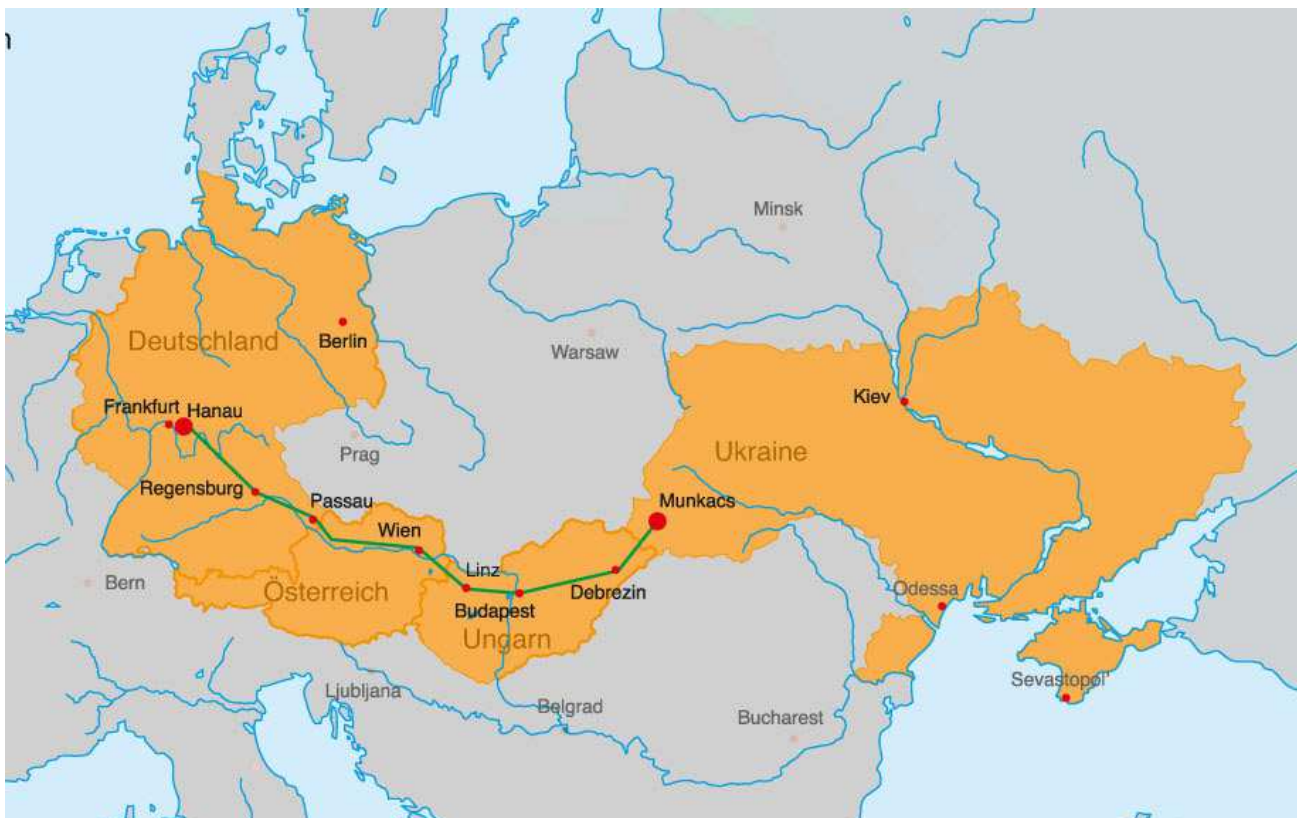 n
Minsk
Deutschland
Berlin
Warsaw
Kiev
Frankfurt
Hanau
Prag
Ukraine
Regensburg
Passau
Munkacs
Wien
Linz
Bern
Österreich
Debrezin
Odessa
Budapest
Ungarn
Sevastopol'
Ljubljana
Belgrad
Bucharest